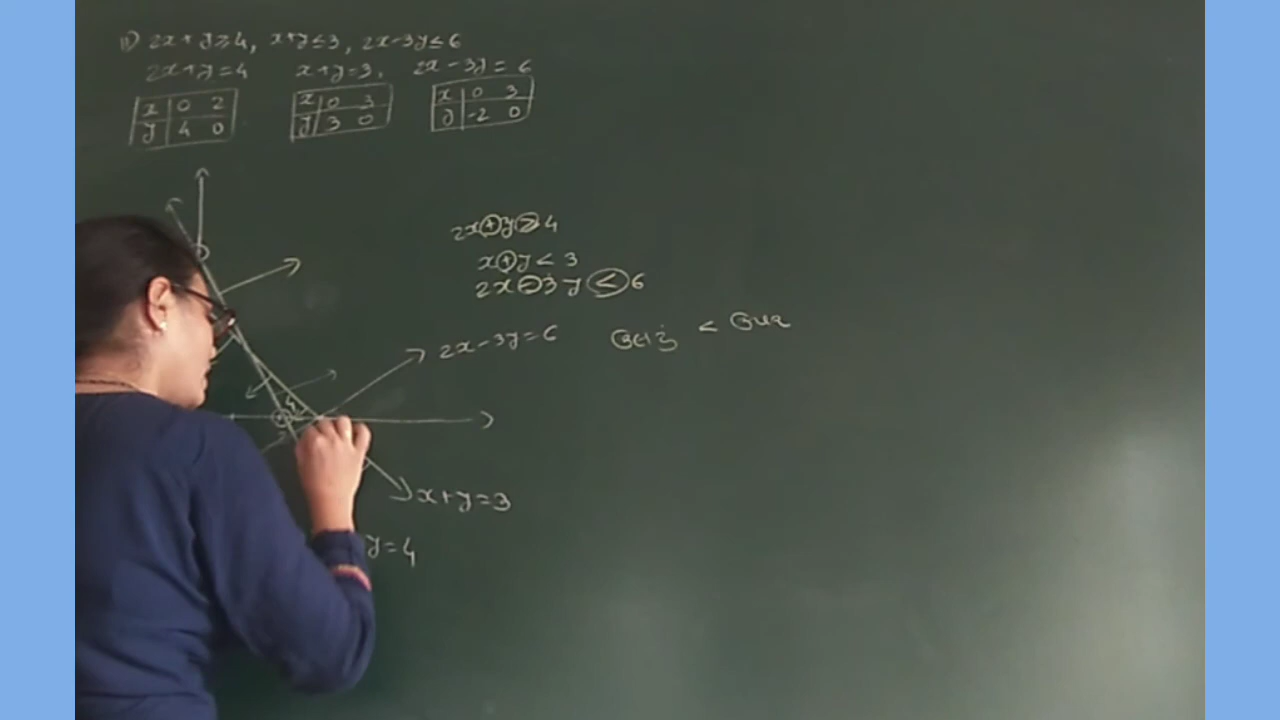 11) 2x + y ≥ 4, x+y ≤ 3, 2x-3y ≤ 6
2x+y = 4 x+y=3, 2x - 3y = 6
x 0 2 x 0 3 x 0 3
y 4 0 y 3 0 y -2 0
2x+y ≥ 4
x+y < 3
2x-3y < 6
2x-3y=6
x+y=3
y=4